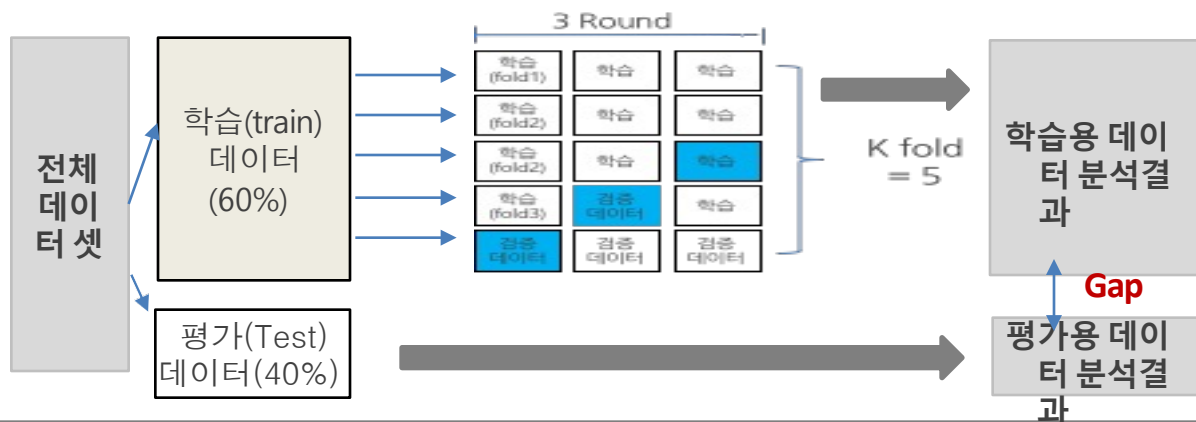 3 Round
전체
데이
터 셋
학습(train)
데이터
(60%)
학습
(fold1)
학습
학습
학습
(fold2)
학습
학습
학습
(fold2)
학습
학습
학습
(fold3)
검증
데이터
학습
검증
데이터
검증
데이터
검증
데이터
K fold
= 5
학습용 데이
터 분석결
과
Gap
평가(Test)
데이터(40%)
평가용 데이
터 분석결
과